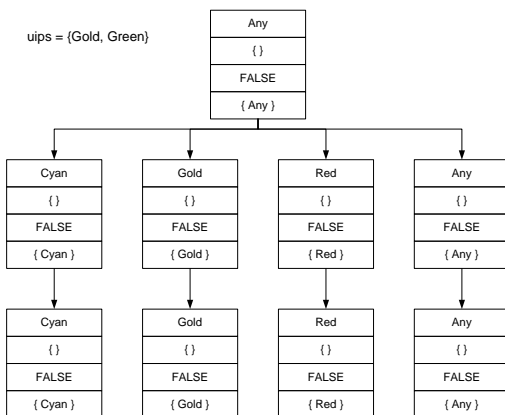 uips = {Gold, Green}
Any
{ }
FALSE
{ Any }
Cyan Gold Red Any
{ } { } { } { }
FALSE FALSE FALSE FALSE
{ Cyan } { Gold } { Red } { Any }
Cyan Gold Red Any
{ } { } { } { }
FALSE FALSE FALSE FALSE
{ Cyan } { Gold } { Red } { Any }